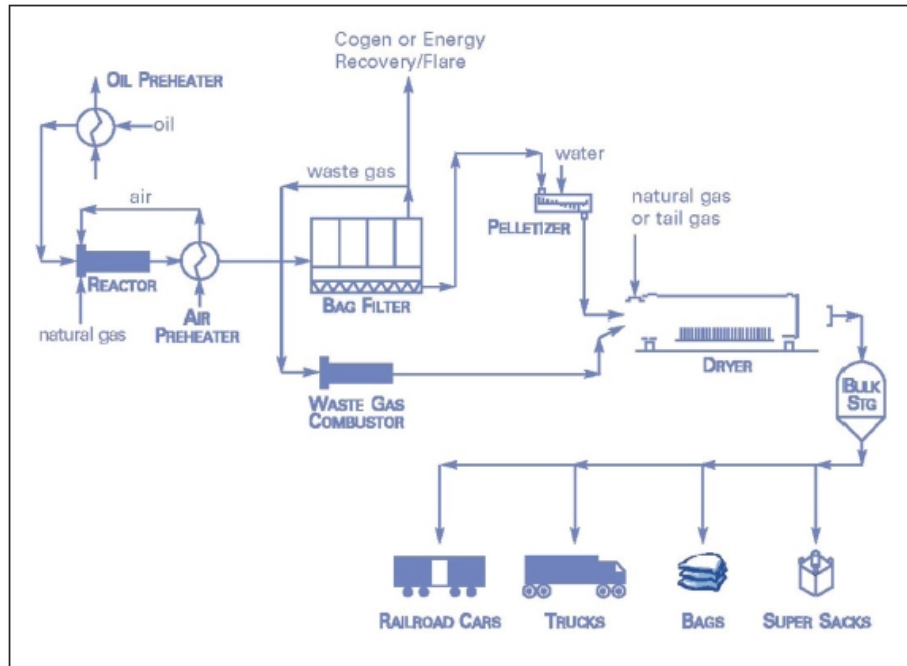 Cogen or Energy
Recovery/Flare
OIL PREHEATER
oil
waste gas
water
air
natural gas
or tail gas
PELLETIZER
REACTOR
BAG FILTER
natural gas
AIR
PREHEATER
DRYER
BULK
STG
WASTE GAS
COMBUSTOR
RAILROAD CARS
TRUCKS
BAGS
SUPER SACKS